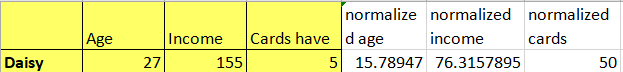 normalize normalized normalized
Age Income Cards have d age income cards
Daisy 27 155 5 15.78947 76.3157895 50